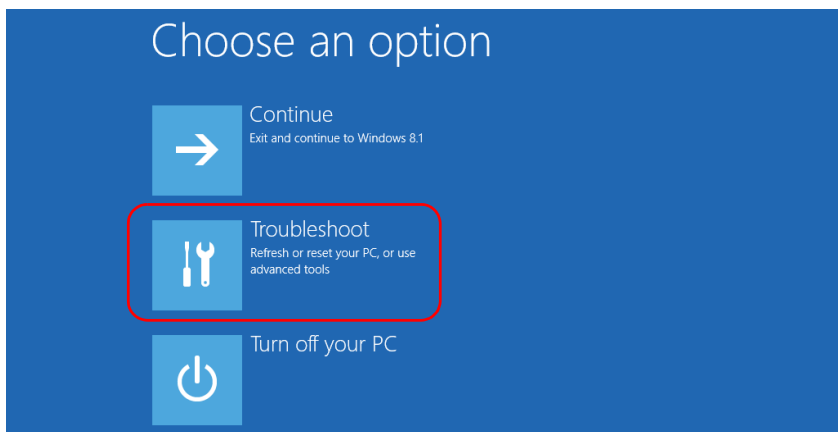 Choose an option
Continue
Exit and continue to Windows 8.1
Troubleshoot
Refresh or reset your PC, or use
advanced tools
Turn off your PC